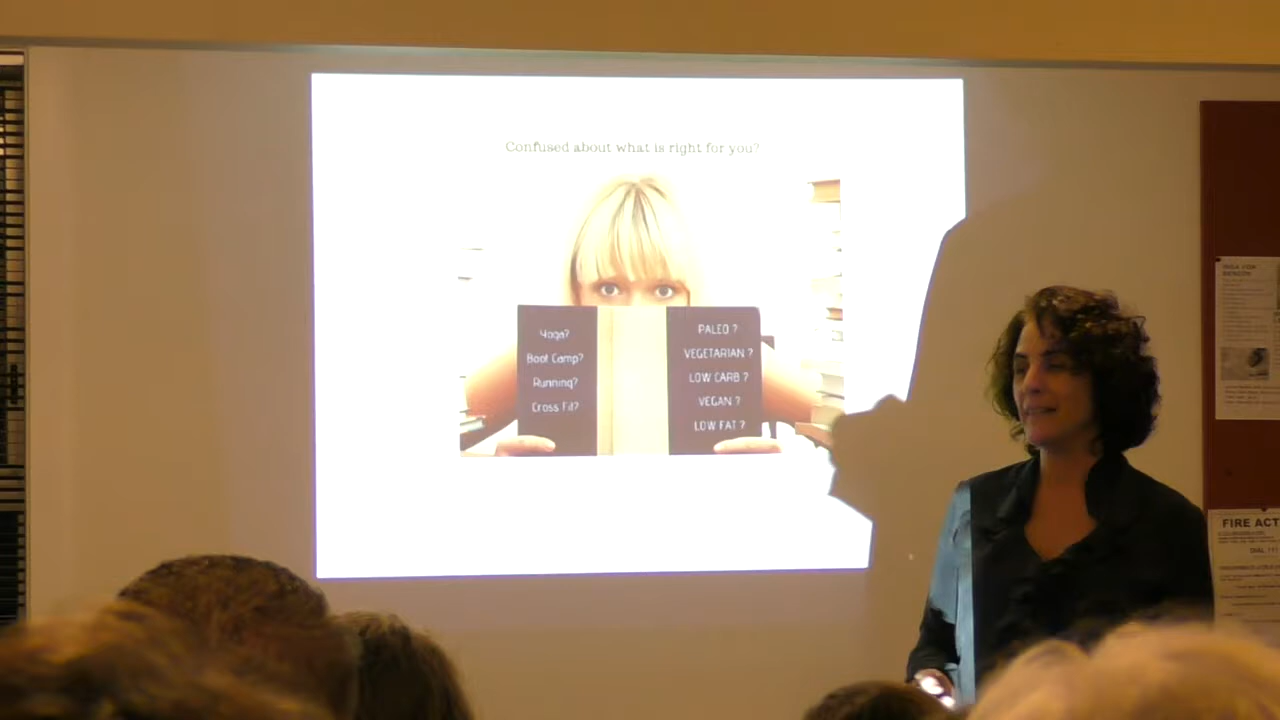 Confused about what is right for you?
Yoga?
Boot Camp?
Running?
Cross Fit?
PALEO ?
VEGETARIAN ?
LOW CARB ?
VEGAN ?
LOW FAT ?
FIRE ACT